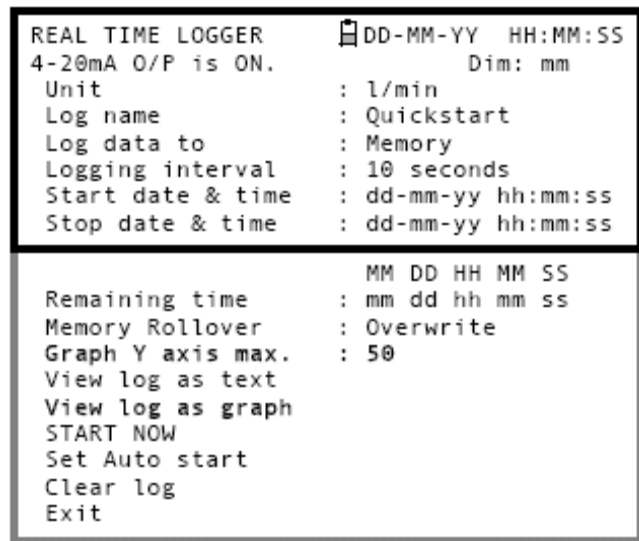 REAL TIME LOGGER DD-MM-YY HH:MM:SS
4-20mA O/P is ON. Dim: mm
Unit : l/min
Log name : Quickstart
Log data to : Memory
Logging interval : 10 seconds
Start date & time : dd-mm-yy hh:mm:ss
Stop date & time : dd-mm-yy hh:mm:ss
MM DD HH MM SS
Remaining time : mm dd hh mm ss
Memory Rollover : Overwrite
Graph Y axis max. : 50
View log as text
View log as graph
START NOW
Set Auto start
Clear log
Exit